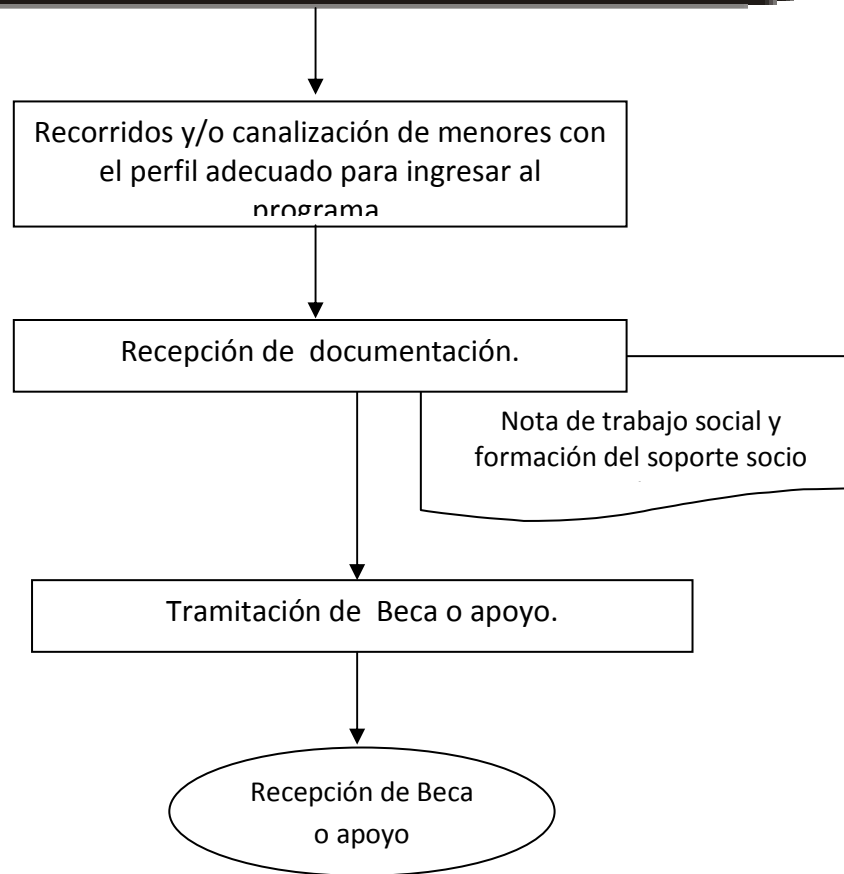 Recorridos y/o canalización de menores con
el perfil adecuado para ingresar al
programa
Recepción de documentación.
Nota de trabajo social y
formación del soporte socio
Tramitación de Beca o apoyo.
Recepción de Beca
o apoyo